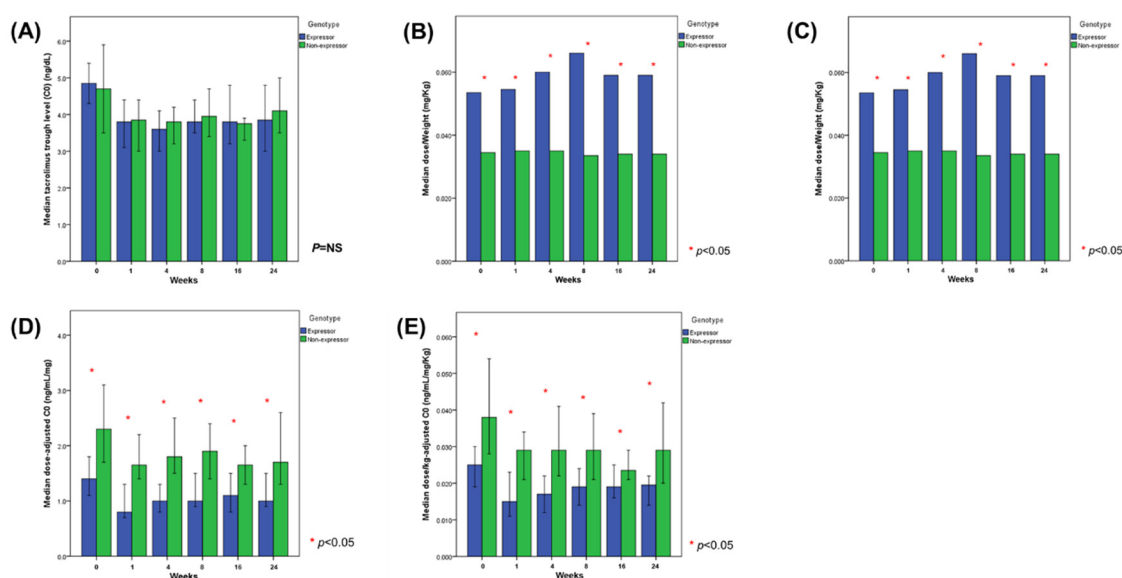 (A)
Genotype
Expressor
Non-expressor
Median tacrolimus trough level (C0) (ng/dL)
6.0
5.0
4.0
3.0
2.0
1.0
0.0
0 1 4 8 16 24
Weeks
P=NS
(B)
Genotype
Expressor
Non-expressor
Median dose/Weight (mg/Kg)
0.060
0.040
0.020
0.000
* * * * * *
0 1 4 8 16 24
Weeks
* p<0.05
(C)
Genotype
Expressor
Non-expressor
Median dose/Weight (mg/Kg)
0.060
0.040
0.020
0.000
* * * * * *
0 1 4 8 16 24
Weeks
* p<0.05
(D)
Genotype
Expressor
Non-expressor
Median dose-adjusted C0 (ng/mL/mg)
4.0
3.0
2.0
1.0
0.0
* * * * * *
0 1 4 8 16 24
Weeks
* p<0.05
(E)
Genotype
Expressor
Non-expressor
Median dose/kg-adjusted C0 (ng/mL/mg/Kg)
0.060
0.050
0.040
0.030
0.020
0.010
0.000
* * * * * *
0 1 4 8 16 24
Weeks
* p<0.05